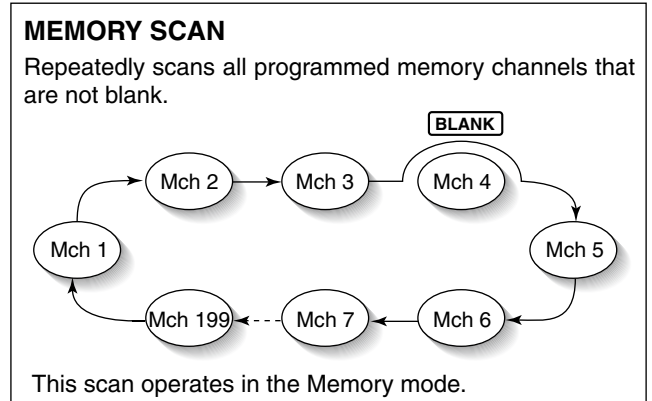 MEMORY SCAN
Repeatedly scans all programmed memory channels that
are not blank.
BLANK
Mch 2
Mch 3
Mch 4
Mch 1
Mch 5
Mch 199
Mch 7
Mch 6
This scan operates in the Memory mode.